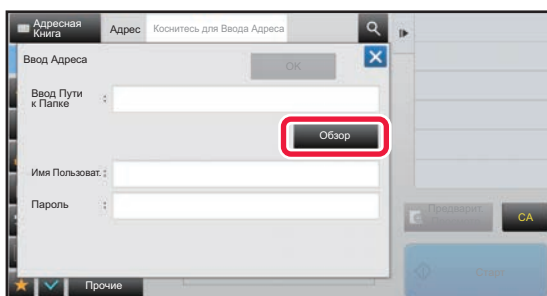 Адресная
Книга
Адрес
Коснитесь для Ввода Адреса
Ввод Адреса
OK
Ввод Пути
к Папке :
Обзор
Имя Пользоват. :
Пароль :
Предварит.
CA
Прочие